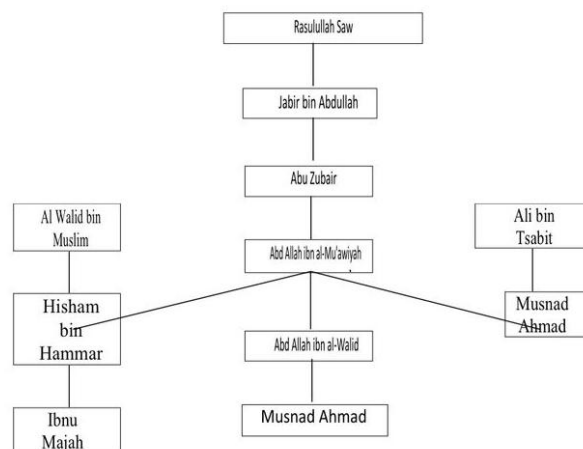 Rasulullah Saw
Jabir bin Abdullah
Abu Zubair
Al Walid bin
Muslim
Ali bin
Tsabit
Abd Allah ibn al-Mu'awiyah
Hisham
bin
Hammar
Musnad
Ahmad
Abd Allah ibn al-Walid
Ibnu
Majah
Musnad Ahmad